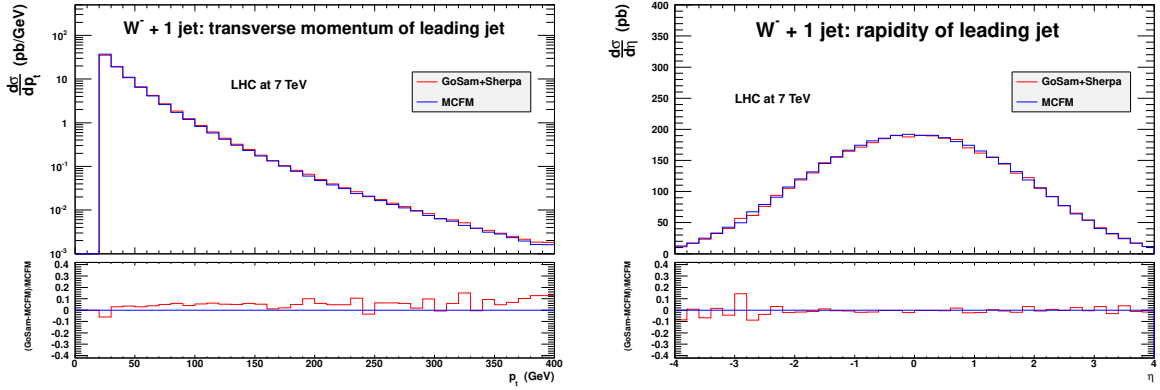 W⁻ + 1 jet: transverse momentum of leading jet
dσ/dp_t (pb/GeV)
10²
10
1
10⁻¹
10⁻²
10⁻³
LHC at 7 TeV
GoSam+Sherpa
MCFM
(GoSam-MCFM)/MCFM
0.4
0.3
0.2
0.1
0
-0.1
-0.2
-0.3
-0.4
0 50 100 150 200 250 300 350 400
p_t (GeV)
W⁻ + 1 jet: rapidity of leading jet
dσ/dη (pb)
400
350
300
250
200
150
100
50
0
LHC at 7 TeV
GoSam+Sherpa
MCFM
(GoSam-MCFM)/MCFM
0.4
0.3
0.2
0.1
0
-0.1
-0.2
-0.3
-0.4
-4 -3 -2 -1 0 1 2 3 4
η